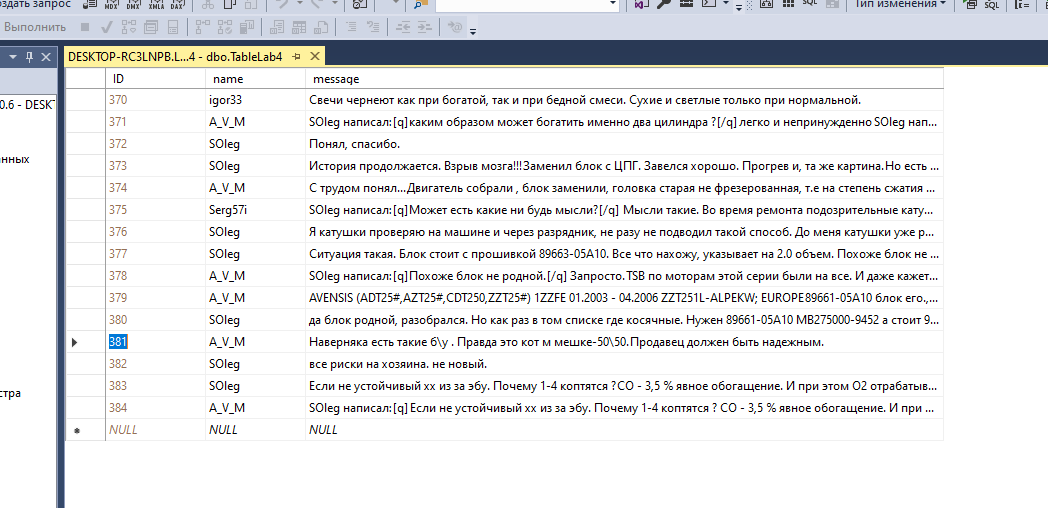 оздать запрос
MDX DMX XMLA DAX
SQL
Тип изменения
SQL
Выполнить
DESKTOP-RC3LNPB.L...4 - dbo.TableLab4
ID name message
0.6 - DESKT
370 igor33 Свечи чернеют как при богатой, так и при бедной смеси. Сухие и светлые только при нормальной.
371 A_V_M SOleg написал:[q]каким образом может богатить именно два цилиндра ?[/q] легко и непринужденно SOleg нап...
372 SOleg Понял, спасибо.
анных
373 SOleg История продолжается. Взрыв мозга!!!Заменил блок с ЦПГ. Завелся хорошо. Прогрев и, та же картина.Но есть ...
374 A_V_M С трудом понял...Двигатель собрали , блок заменили, головка старая не фрезерованная, т.е на степень сжатия ...
375 Serg57i SOleg написал:[q]Может есть какие ни будь мысли?[/q] Мысли такие. Во время ремонта подозрительные кату...
376 SOleg Я катушки проверяю на машине и через разрядник, не разу не подводил такой способ. До меня катушки уже р...
377 SOleg Ситуация такая. Блок стоит с прошивкой 89663-05A10. Все что нахожу, указывает на 2.0 объем. Похоже блок не ...
378 A_V_M SOleg написал:[q]Похоже блок не родной.[/q] Запросто.TSB по моторам этой серии были на все. И даже кажет...
379 A_V_M AVENSIS (ADT25#,AZT25#,CDT250,ZZT25#) 1ZZFE 01.2003 - 04.2006 ZZT251L-ALPEKW; EUROPE89661-05A10 блок его.,...
380 SOleg да блок родной, разобрался. Но как раз в том списке где косячные. Нужен 89661-05A10 MB275000-9452 а стоит 9...
381 A_V_M Наверняка есть такие б\у . Правда это кот м мешке-50\50.Продавец должен быть надежным.
382 SOleg все риски на хозяина. не новый.
383 SOleg Если не устойчивый хх из за эбу. Почему 1-4 коптятся ?СО - 3,5 % явное обогащение. И при этом О2 отрабатыв...
стра
384 A_V_M SOleg написал:[q]Если не устойчивый хх из за эбу. Почему 1-4 коптятся ? СО - 3,5 % явное обогащение. И при ...
NULL NULL NULL